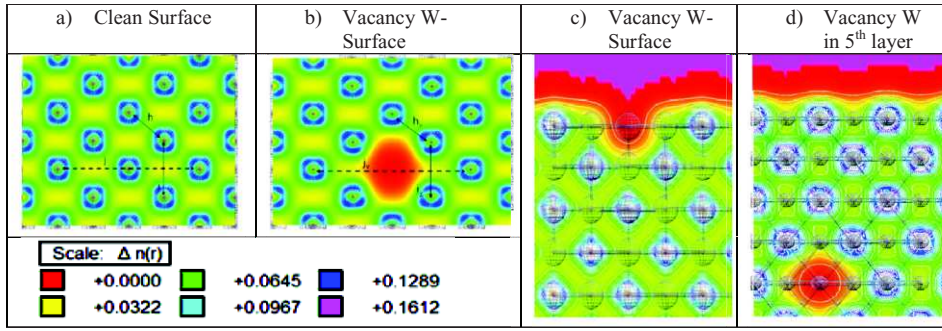 a) Clean Surface
b) Vacancy W-
Surface
c) Vacancy W-
Surface
d) Vacancy W
in 5th layer
h
Scale: Δ n(r)
+0.0000
+0.0645
+0.1289
+0.0322
+0.0967
+0.1612